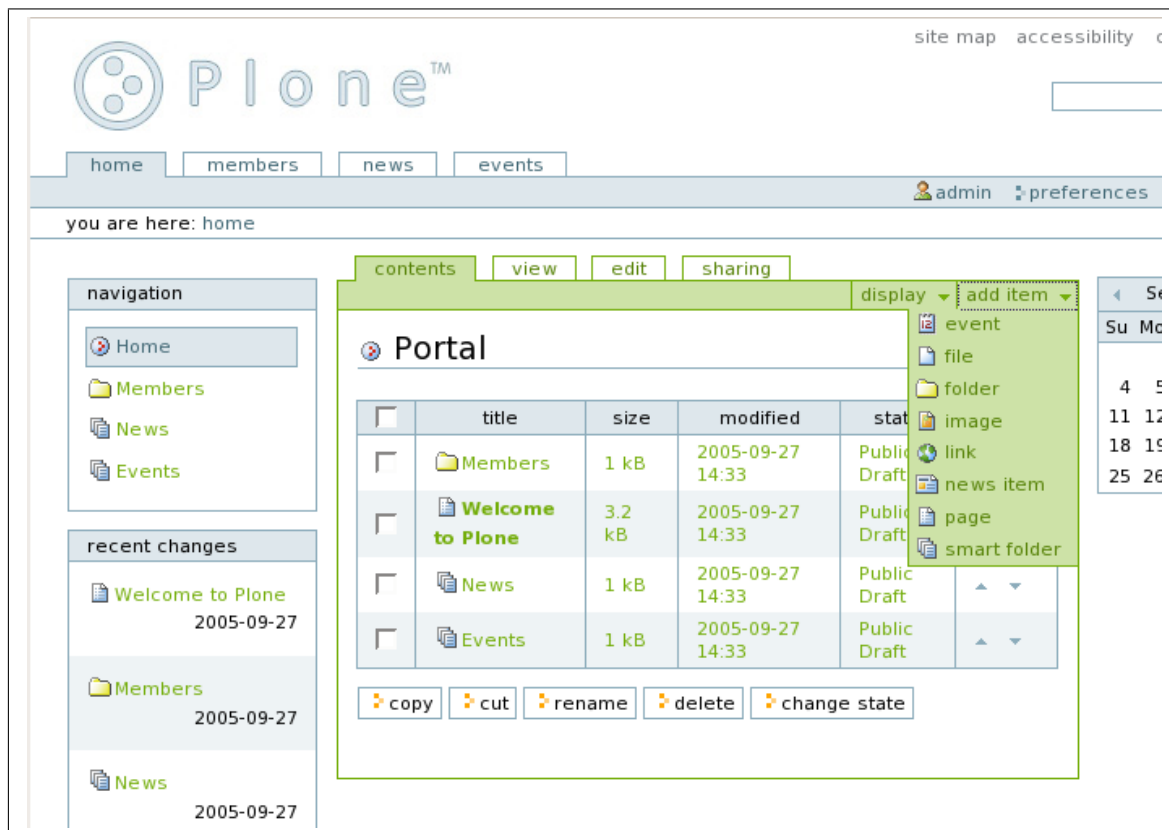 site map accessibility
Plone™
home members news events
admin preferences
you are here: home
contents view edit sharing
navigation
display add item
Home
Members
News
Events
Portal
event
file
folder
image
link
news item
page
smart folder
title size modified
Members 1 kB 2005-09-27 14:33 Public Draft
Welcome to Plone 3.2 kB 2005-09-27 14:33 Draft
News 1 kB 2005-09-27 14:33 Public Draft
Events 1 kB 2005-09-27 14:33 Public Draft
copy cut rename delete change state
recent changes
Welcome to Plone
2005-09-27
Members
2005-09-27
News
2005-09-27
Su
4
11
18
25